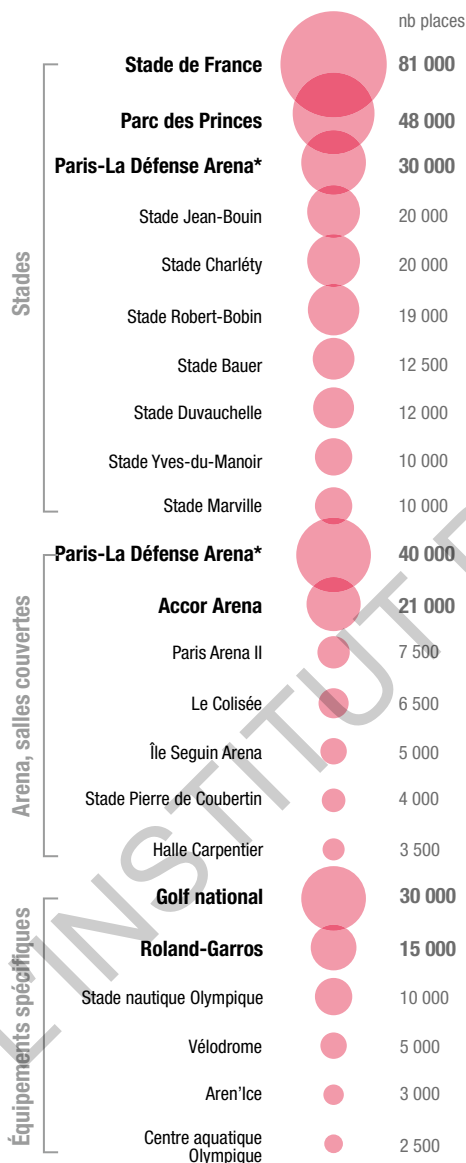 nb places
Stades
Stade de France 81 000
Parc des Princes 48 000
Paris-La Défense Arena* 30 000
Stade Jean-Bouin 20 000
Stade Charléty 20 000
Stade Robert-Bobin 19 000
Stade Bauer 12 500
Stade Duvauchelle 12 000
Stade Yves-du-Manoir 10 000
Stade Marville 10 000
Arena, salles couvertes
Paris-La Défense Arena* 40 000
Accor Arena 21 000
Paris Arena II 7 500
Le Colisée 6 500
Île Seguin Arena 5 000
Stade Pierre de Coubertin 4 000
Halle Carpentier 3 500
Équipements spécifiques
Golf national 30 000
Roland-Garros 15 000
Stade nautique Olympique 10 000
Vélodrome 5 000
Aren'Ice 3 000
Centre aquatique
Olympique 2 500
L'INSTITUT